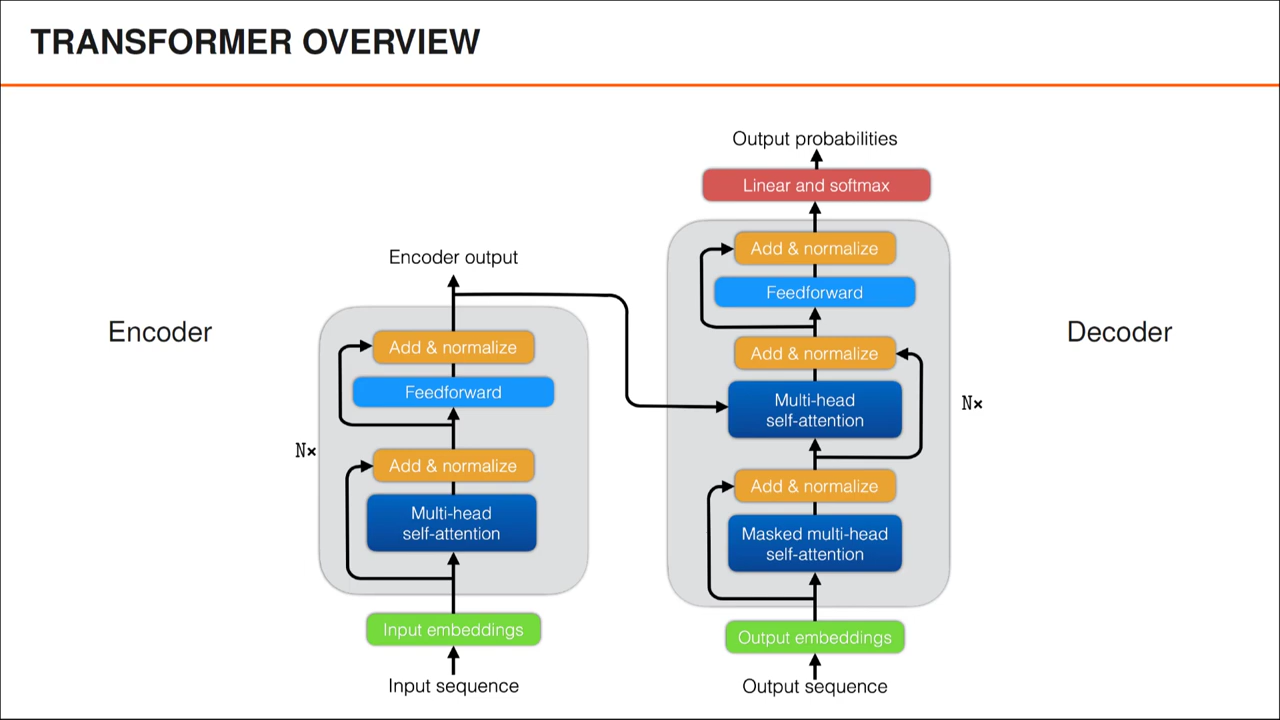 TRANSFORMER OVERVIEW
Encoder
Encoder output
Add & normalize
Feedforward
N×
Add & normalize
Multi-head
self-attention
Input embeddings
Input sequence
Output probabilities
Linear and softmax
Add & normalize
Feedforward
Add & normalize
Multi-head
self-attention
Add & normalize
Masked multi-head
self-attention
Output embeddings
Output sequence
Decoder
N×